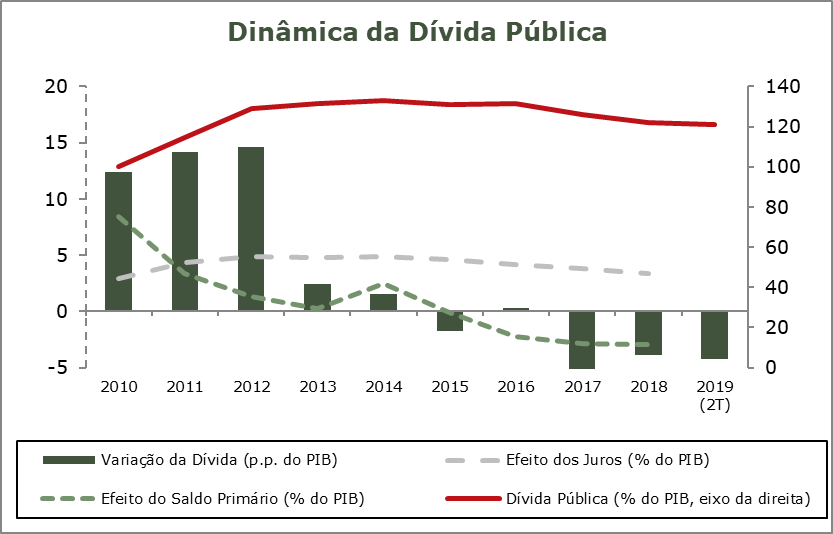 Dinâmica da Dívida Pública
20
15
10
5
0
-5
140
120
100
80
60
40
20
0
2010 2011 2012 2013 2014 2015 2016 2017 2018 2019
(2T)
Variação da Dívida (p.p. do PIB)
Efeito dos Juros (% do PIB)
Efeito do Saldo Primário (% do PIB)
Dívida Pública (% do PIB, eixo da direita)